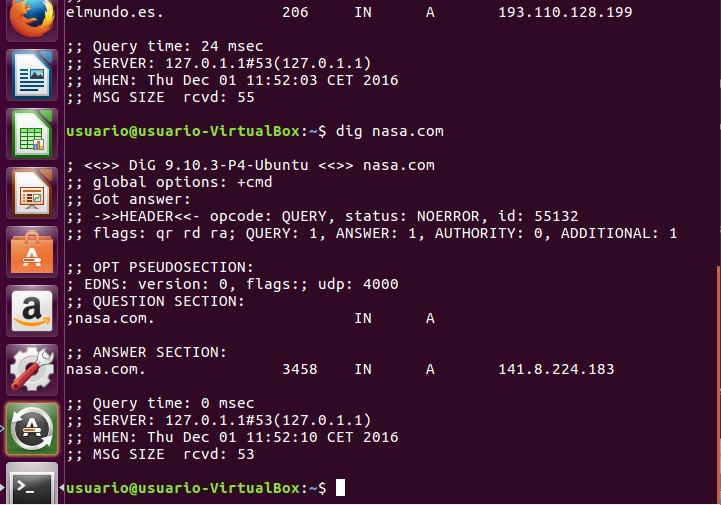 elmundo.es. 206 IN A 193.110.128.199
;; Query time: 24 msec
;; SERVER: 127.0.1.1#53(127.0.1.1)
;; WHEN: Thu Dec 01 11:52:03 CET 2016
;; MSG SIZE  rcvd: 55
usuario@usuario-VirtualBox:~$ dig nasa.com
; <<>> DiG 9.10.3-P4-Ubuntu <<>> nasa.com
;; global options: +cmd
;; Got answer:
;; ->>HEADER<<- opcode: QUERY, status: NOERROR, id: 55132
;; flags: qr rd ra; QUERY: 1, ANSWER: 1, AUTHORITY: 0, ADDITIONAL: 1
;; OPT PSEUDOSECTION:
; EDNS: version: 0, flags:; udp: 4000
;; QUESTION SECTION:
;nasa.com. IN A
;; ANSWER SECTION:
nasa.com. 3458 IN A 141.8.224.183
;; Query time: 0 msec
;; SERVER: 127.0.1.1#53(127.0.1.1)
;; WHEN: Thu Dec 01 11:52:10 CET 2016
;; MSG SIZE  rcvd: 53
usuario@usuario-VirtualBox:~$